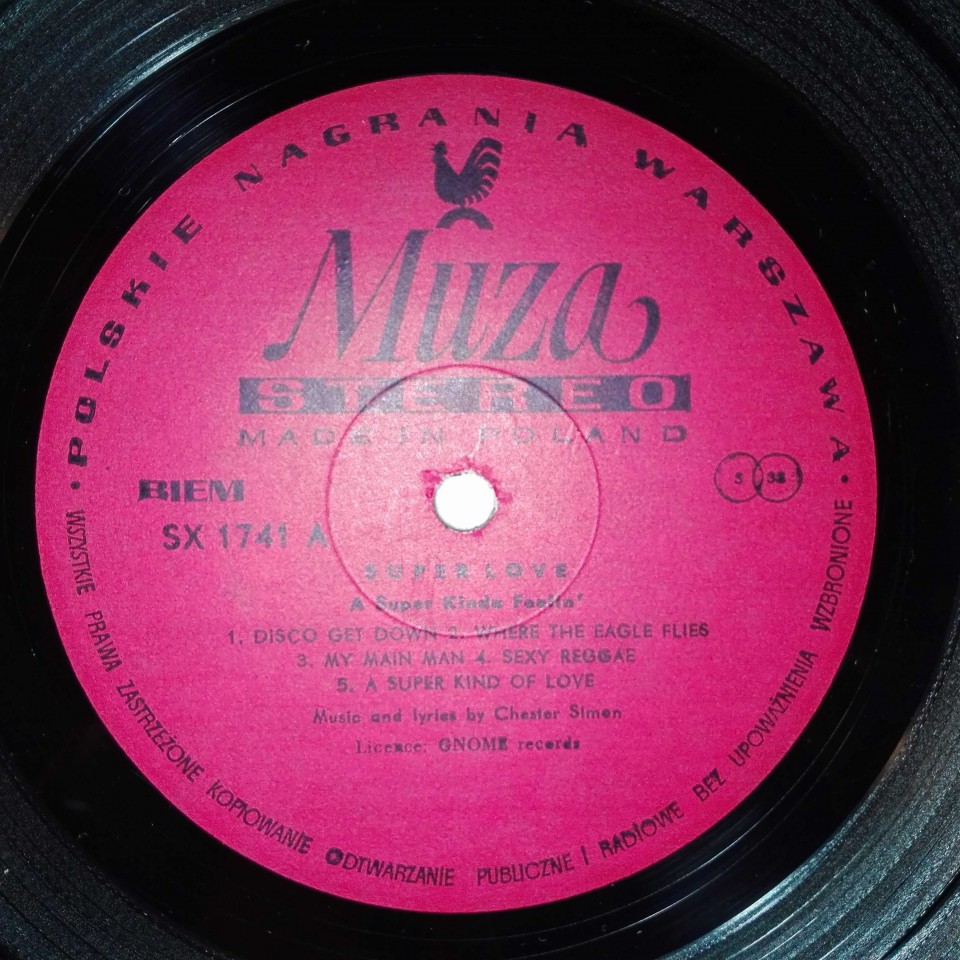 • POLSKIE NAGRANIA WARSZAWA •
Muza
STEREO
MADE IN POLAND
BIEM
S 33
SX 1741 A
SUPER LOVE
A Super Kinda Feelin'
1. DISCO GET DOWN 2. WHERE THE EAGLE FLIES
3. MY MAIN MAN 4. SEXY REGGAE
5. A SUPER KIND OF LOVE
Music and lyrics by Chester Simon
Licence: GNOME records
WSZYSTKIE PRAWA ZASTRZEŻONE KOPIOWANIE ODTWARZANIE PUBLICZNE I RADIOWE BEZ UPOWAŻNIENIA WZBRONIONE